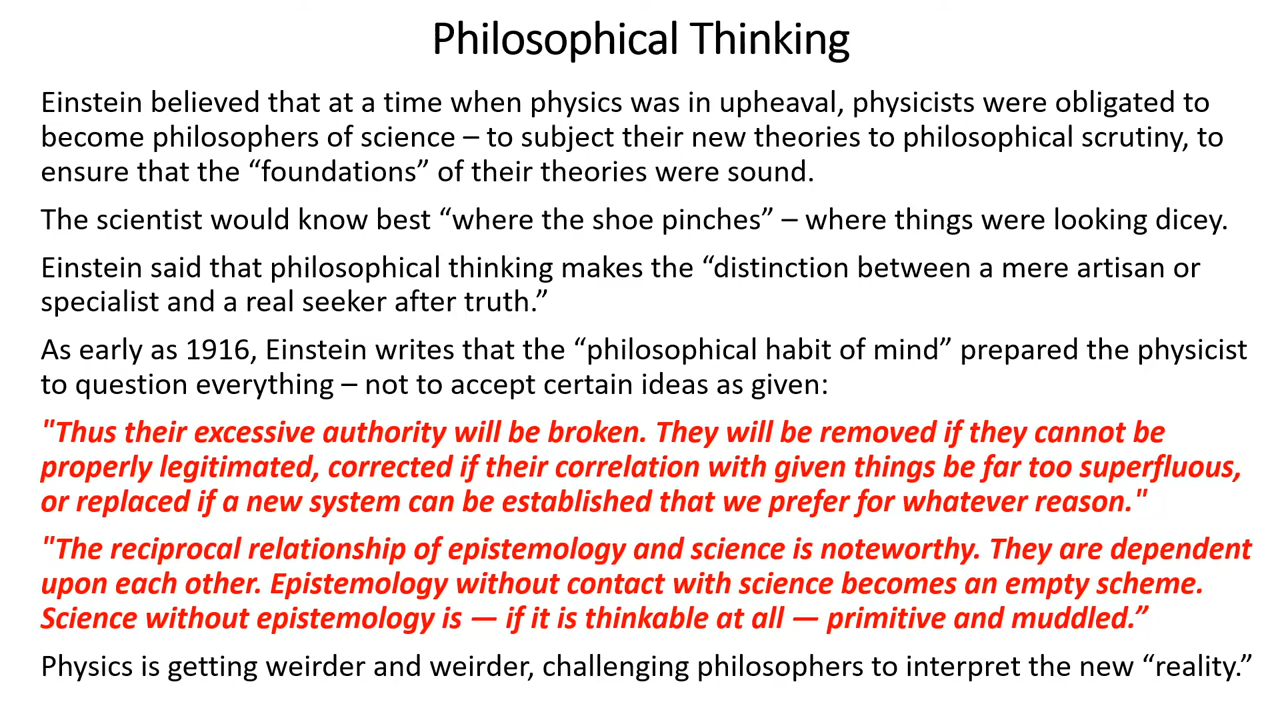 Philosophical Thinking
Einstein believed that at a time when physics was in upheaval, physicists were obligated to
become philosophers of science – to subject their new theories to philosophical scrutiny, to
ensure that the “foundations” of their theories were sound.
The scientist would know best “where the shoe pinches” – where things were looking dicey.
Einstein said that philosophical thinking makes the “distinction between a mere artisan or
specialist and a real seeker after truth.”
As early as 1916, Einstein writes that the “philosophical habit of mind” prepared the physicist
to question everything – not to accept certain ideas as given:
"Thus their excessive authority will be broken. They will be removed if they cannot be
properly legitimated, corrected if their correlation with given things be far too superfluous,
or replaced if a new system can be established that we prefer for whatever reason."
"The reciprocal relationship of epistemology and science is noteworthy. They are dependent
upon each other. Epistemology without contact with science becomes an empty scheme.
Science without epistemology is — if it is thinkable at all — primitive and muddled.”
Physics is getting weirder and weirder, challenging philosophers to interpret the new “reality.”